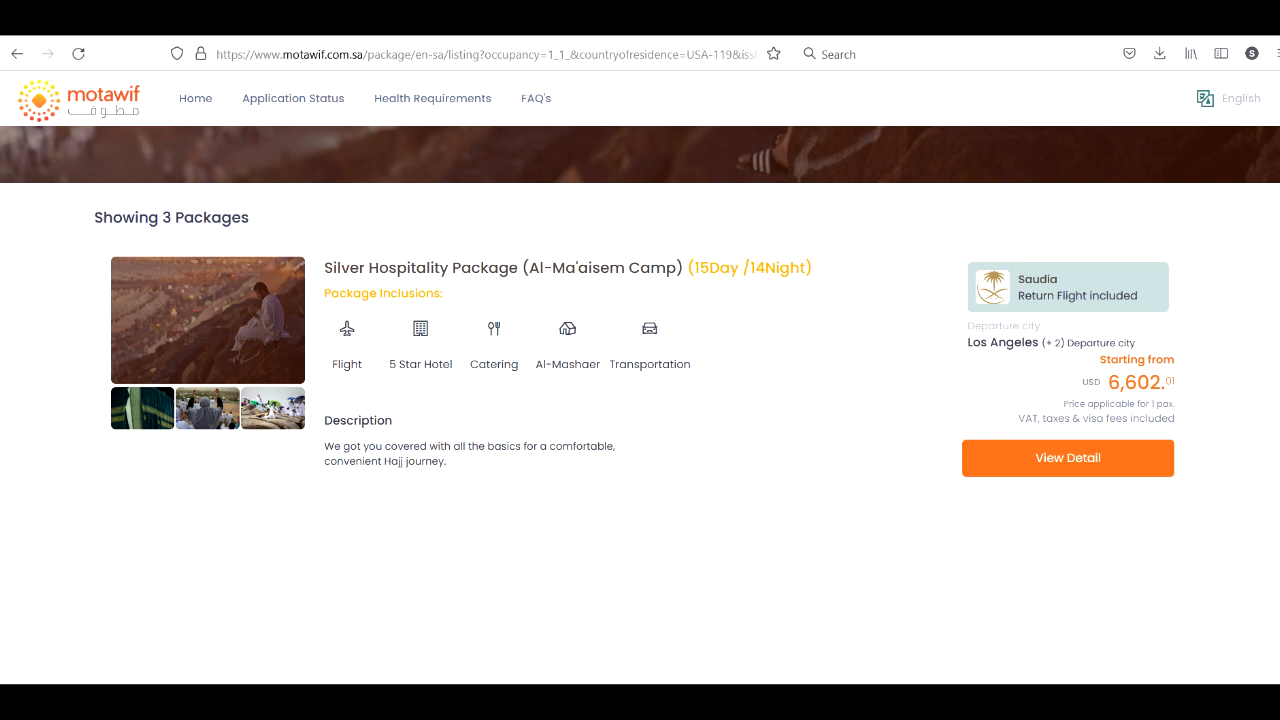 https://www.motawif.com.sa/package/en-sa/listing?occupancy=1_1_&countryofresidence=USA-119&iss
Search
S
motawif
مطوف
Home
Application Status
Health Requirements
FAQ's
English
Showing 3 Packages
Silver Hospitality Package (Al-Ma'aisem Camp) (15Day /14Night)
Package Inclusions:
Flight
5 Star Hotel
Catering
Al-Mashaer
Transportation
Description
We got you covered with all the basics for a comfortable,
convenient Hajj journey.
Saudia
Return Flight included
Departure city
Los Angeles (+ 2) Departure city
Starting from
USD 6,602.01
Price applicable for 1 pax.
VAT, taxes & visa fees included
View Detail